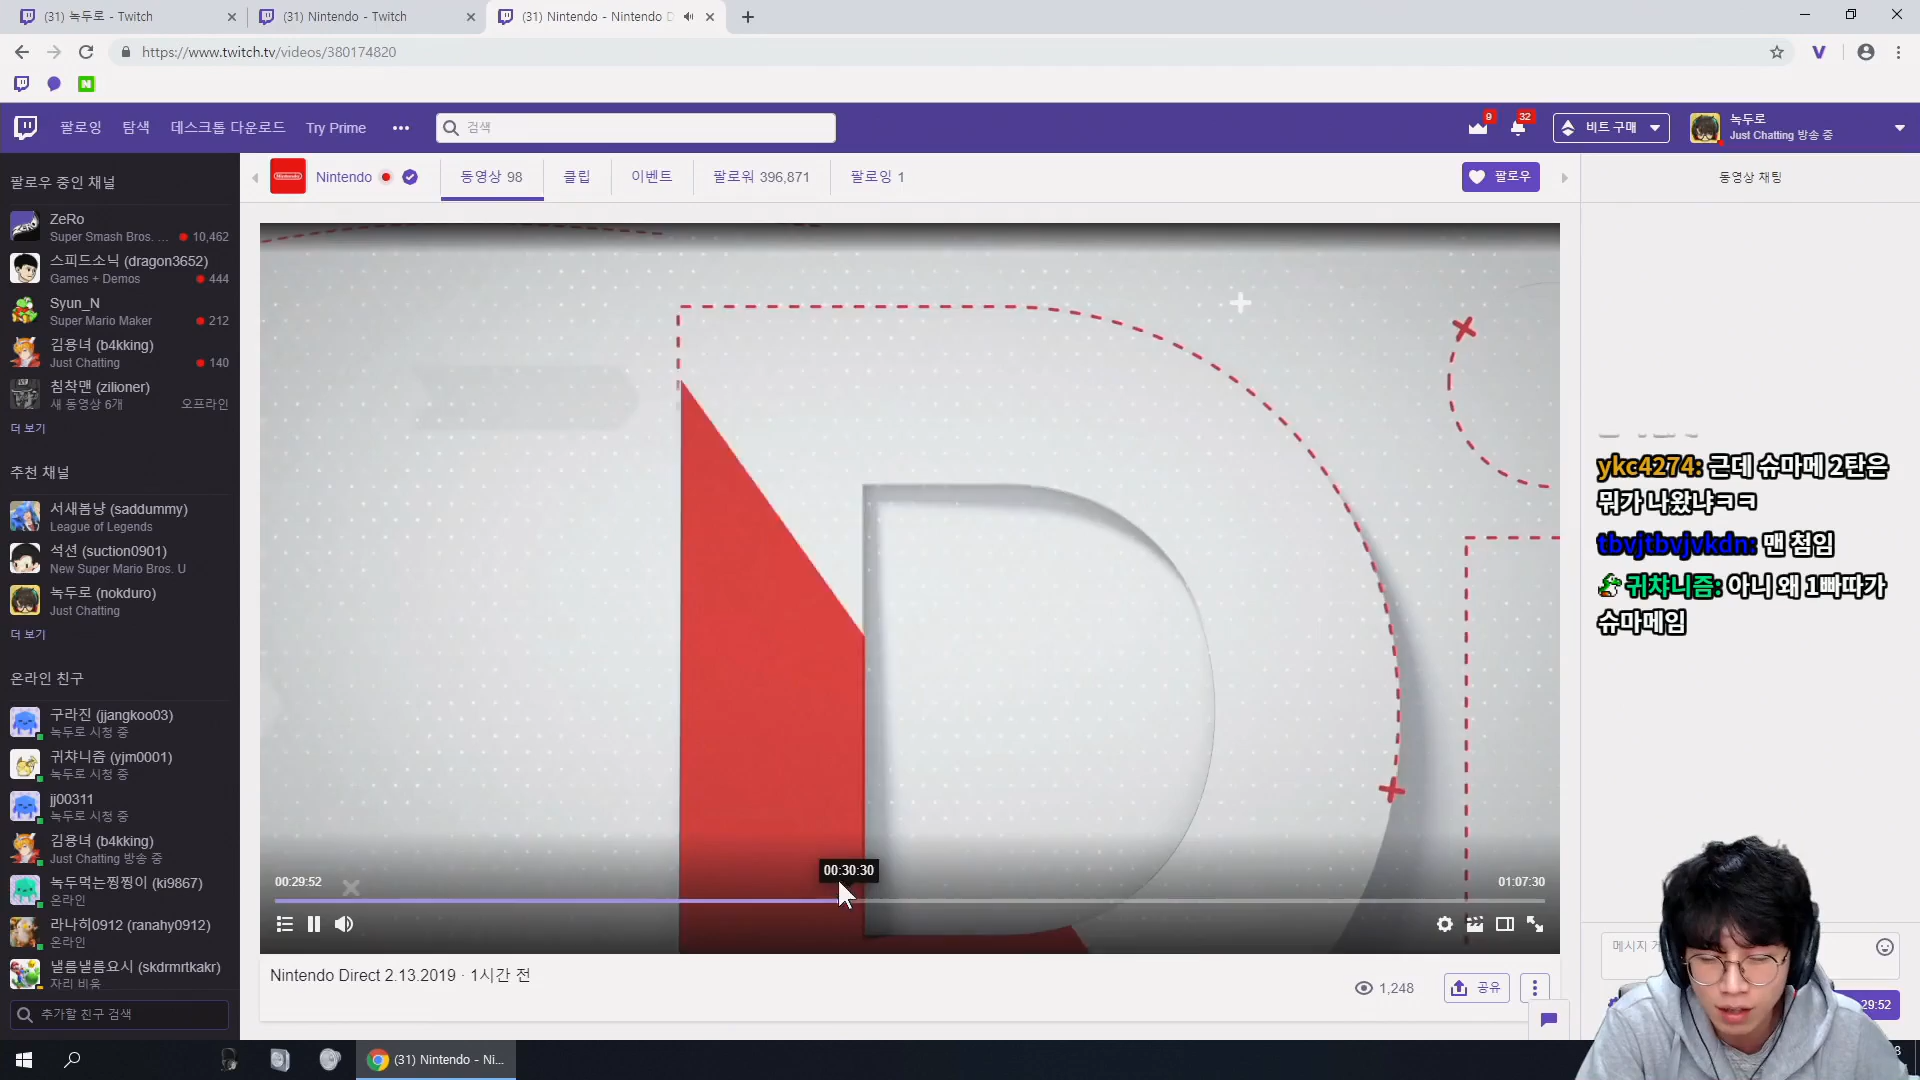 (31) 녹두로 - Twitch
(31) Nintendo - Twitch
(31) Nintendo - Nintendo D
https://www.twitch.tv/videos/380174820
N
팔로잉
탐색
데스크톱 다운로드
Try Prime
검색
9
32
비트 구매
녹두로
Just Chatting 방송 중
팔로우 중인 채널
Nintendo
Nintendo
동영상 98
클립
이벤트
팔로워 396,871
팔로잉 1
팔로우
동영상 채팅
ZeRo
Super Smash Bros. ...
10,462
스피드소닉 (dragon3652)
Games + Demos
444
Syun_N
Super Mario Maker
212
김용녀 (b4kking)
Just Chatting
140
침착맨 (zilioner)
새 동영상 6개
오프라인
더 보기
추천 채널
서새봄냥 (saddummy)
League of Legends
석션 (suction0901)
New Super Mario Bros. U
녹두로 (nokduro)
Just Chatting
더 보기
온라인 친구
구라진 (jjangkoo03)
녹두로 시청 중
귀챠니즘 (yjm0001)
녹두로 시청 중
jj00311
녹두로 시청 중
김용녀 (b4kking)
Just Chatting 방송 중
녹두먹는찡찡이 (ki9867)
온라인
라나히0912 (ranahy0912)
온라인
낼름낼름요시 (skdrmrtkakr)
자리 비움
추가할 친구 검색
ykc4274: 근데 슈마메 2탄은
뭐가 나왔냐ㅋㅋ
tbvjtbvjvkdn: 맨 첨임
귀챠니즘: 아니 왜 1빠따가
슈마메임
00:30:30
00:29:52
01:07:30
Nintendo Direct 2.13.2019 · 1시간 전
1,248
공유
메시지
29:52
(31) Nintendo - Ni...